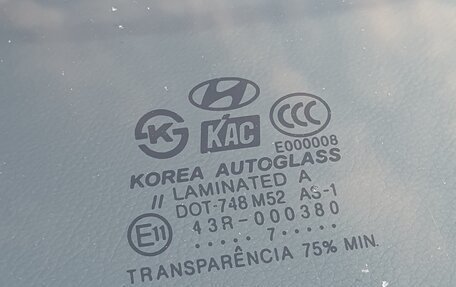 KAC
CCC
E000008
KOREA AUTOGLASS
// LAMINATED A
DOT-748 M52 AS-1
E11 43R-000380
..... 7.....
TRANSPARÊNCIA 75% MIN.